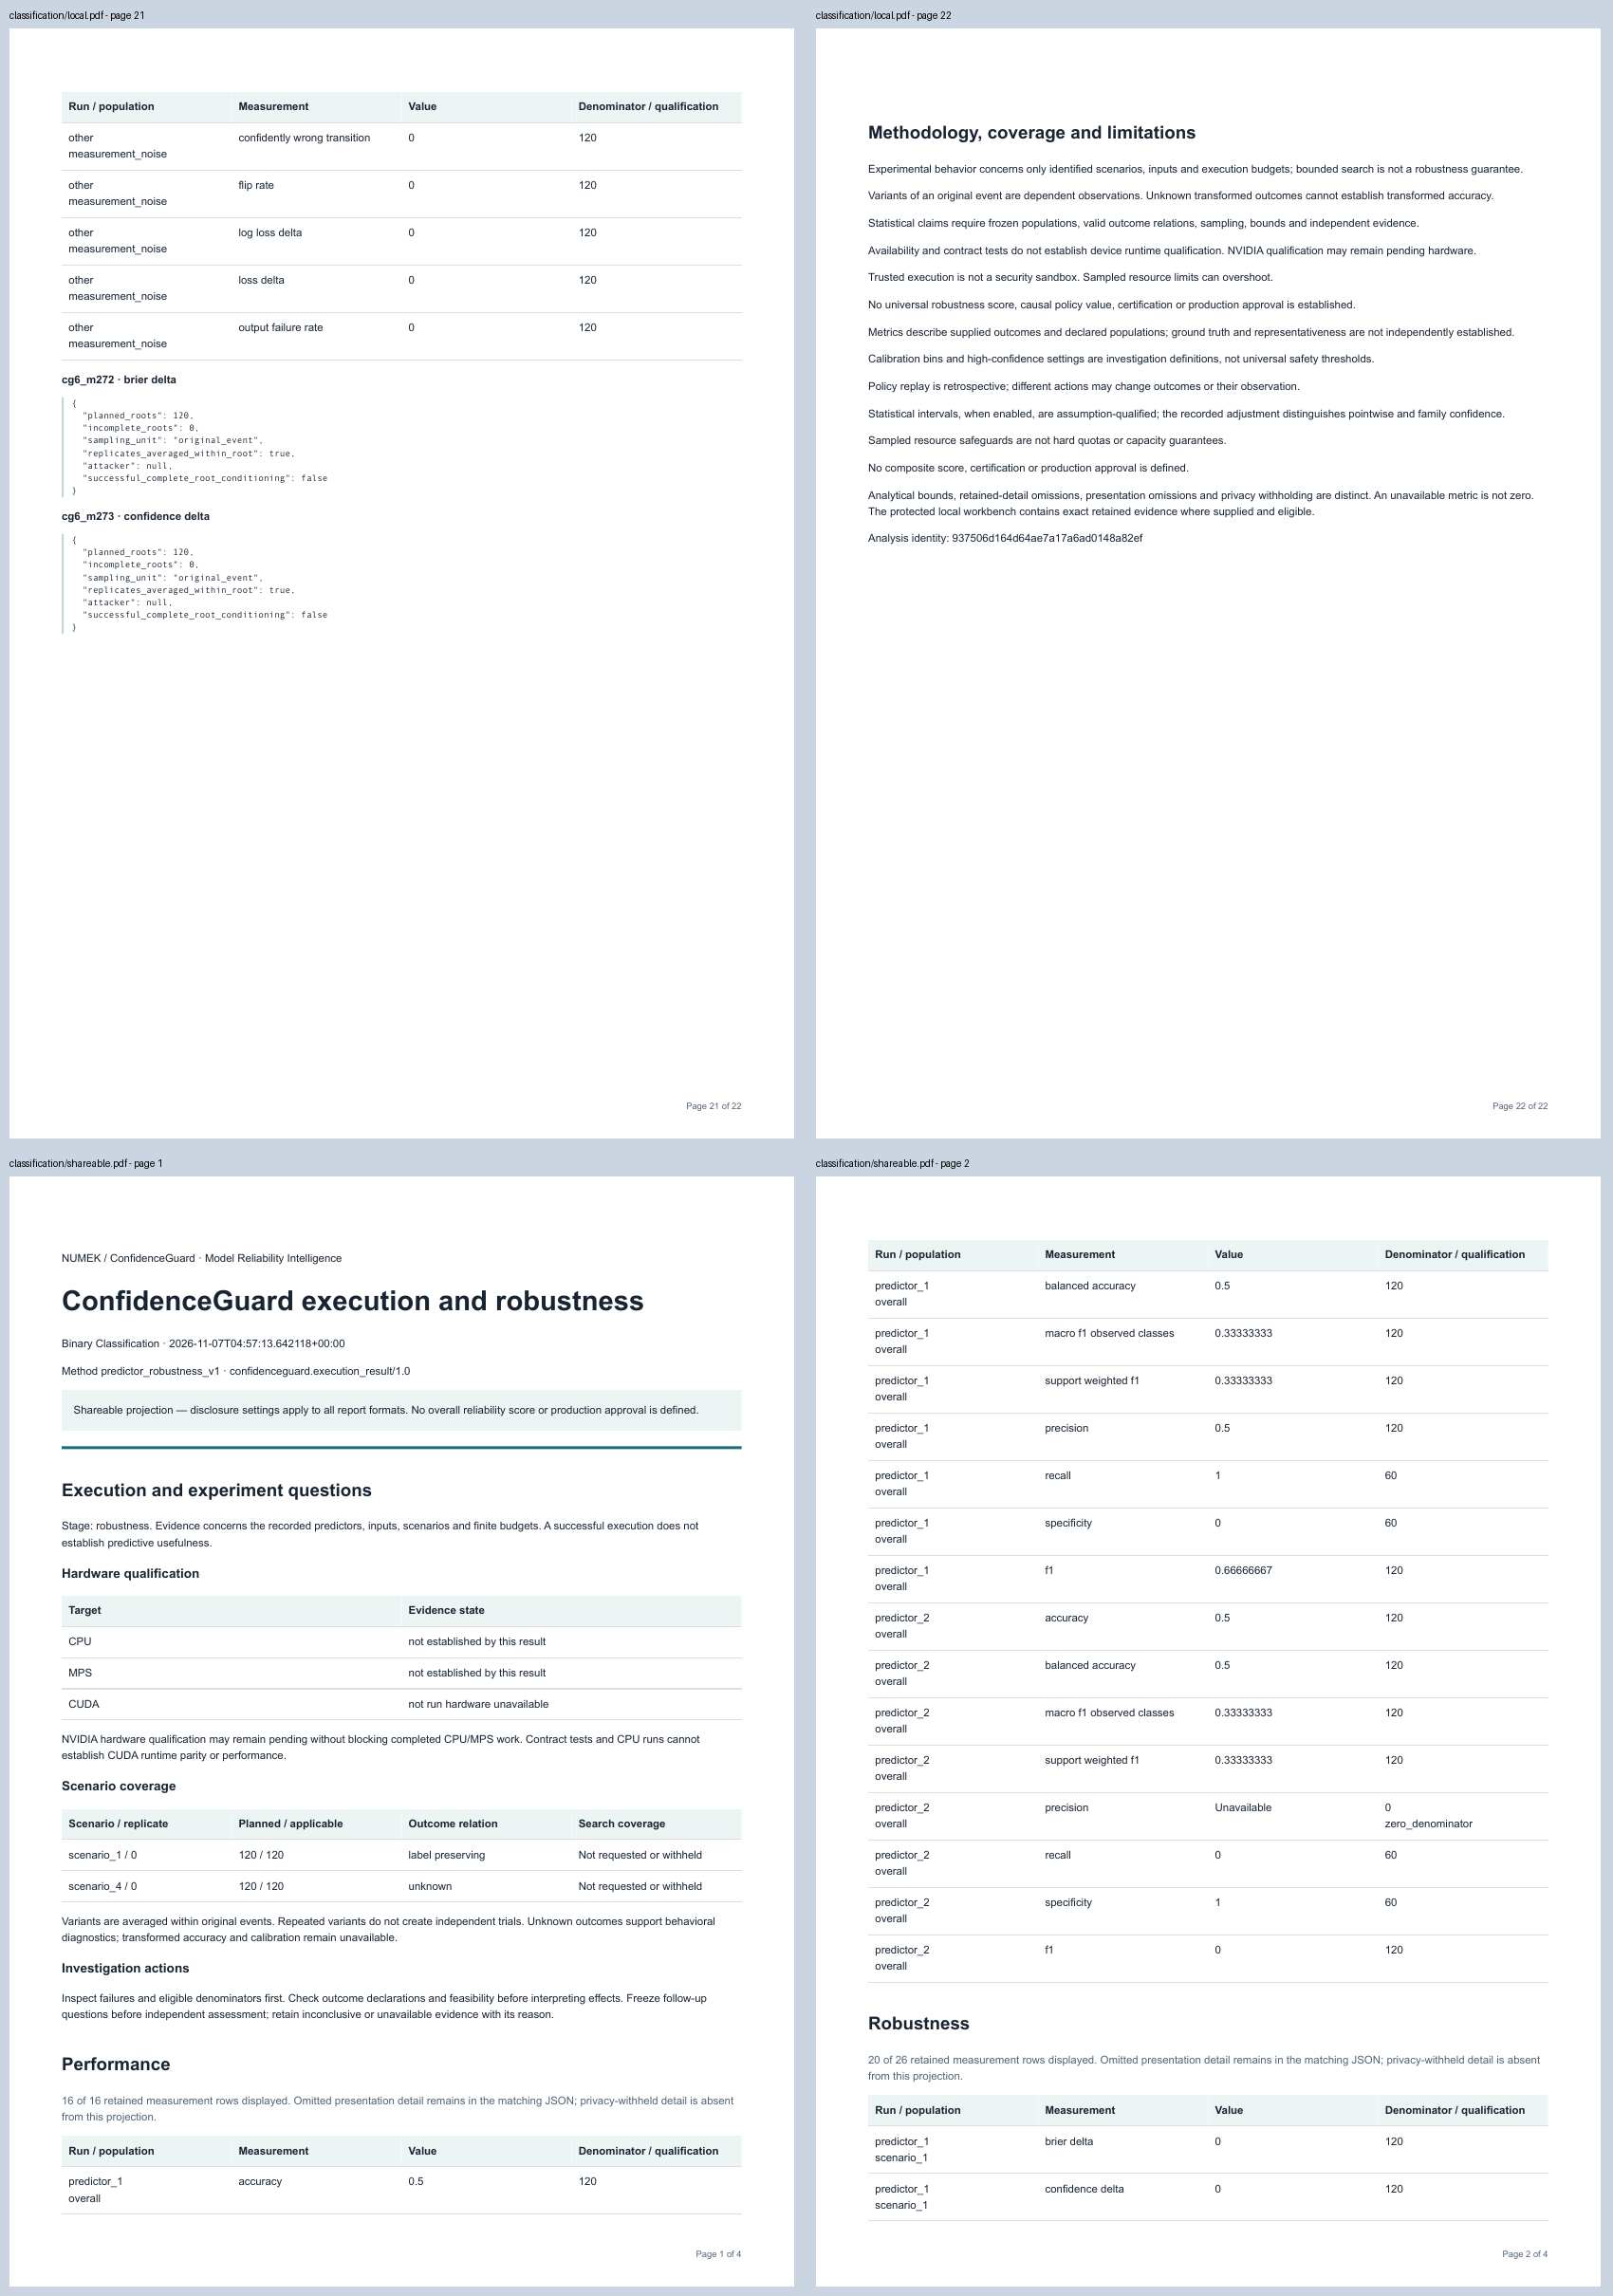 classification/local.pdf - page 21
Run / population Measurement Value Denominator / qualification
other confidently wrong transition 0 120
measurement_noise
other flip rate 0 120
measurement_noise
other log loss delta 0 120
measurement_noise
other loss delta 0 120
measurement_noise
other output failure rate 0 120
measurement_noise
cg6_m272 · brier delta
{
"planned_roots": 120,
"incomplete_roots": 0,
"sampling_unit": "original_event",
"replicates_averaged_within_root": true,
"attacker": null,
"successful_complete_root_conditioning": false
}
cg6_m273 · confidence delta
{
"planned_roots": 120,
"incomplete_roots": 0,
"sampling_unit": "original_event",
"replicates_averaged_within_root": true,
"attacker": null,
"successful_complete_root_conditioning": false
}
Page 21 of 22
classification/local.pdf - page 22
Methodology, coverage and limitations
Experimental behavior concerns only identified scenarios, inputs and execution budgets; bounded search is not a robustness guarantee.
Variants of an original event are dependent observations. Unknown transformed outcomes cannot establish transformed accuracy.
Statistical claims require frozen populations, valid outcome relations, sampling, bounds and independent evidence.
Availability and contract tests do not establish device runtime qualification. NVIDIA qualification may remain pending hardware.
Trusted execution is not a security sandbox. Sampled resource limits can overshoot.
No universal robustness score, causal policy value, certification or production approval is established.
Metrics describe supplied outcomes and declared populations; ground truth and representativeness are not independently established.
Calibration bins and high-confidence settings are investigation definitions, not universal safety thresholds.
Policy replay is retrospective; different actions may change outcomes or their observation.
Statistical intervals, when enabled, are assumption-qualified; the recorded adjustment distinguishes pointwise and family confidence.
Sampled resource safeguards are not hard quotas or capacity guarantees.
No composite score, certification or production approval is defined.
Analytical bounds, retained-detail omissions, presentation omissions and privacy withholding are distinct. An unavailable metric is not zero.
The protected local workbench contains exact retained evidence where supplied and eligible.
Analysis identity: 937506d164d64ae7a17a6ad0148a82ef
Page 22 of 22
classification/shareable.pdf - page 1
NUMEK / ConfidenceGuard · Model Reliability Intelligence
ConfidenceGuard execution and robustness
Binary Classification · 2026-11-07T04:57:13.642118+00:00
Method predictor_robustness_v1 · confidenceguard.execution_result/1.0
Shareable projection — disclosure settings apply to all report formats. No overall reliability score or production approval is defined.
Execution and experiment questions
Stage: robustness. Evidence concerns the recorded predictors, inputs, scenarios and finite budgets. A successful execution does not
establish predictive usefulness.
Hardware qualification
Target Evidence state
CPU not established by this result
MPS not established by this result
CUDA not run hardware unavailable
NVIDIA hardware qualification may remain pending without blocking completed CPU/MPS work. Contract tests and CPU runs cannot
establish CUDA runtime parity or performance.
Scenario coverage
Scenario / replicate Planned / applicable Outcome relation Search coverage
scenario_1 / 0 120 / 120 label preserving Not requested or withheld
scenario_4 / 0 120 / 120 unknown Not requested or withheld
Variants are averaged within original events. Repeated variants do not create independent trials. Unknown outcomes support behavioral
diagnostics; transformed accuracy and calibration remain unavailable.
Investigation actions
Inspect failures and eligible denominators first. Check outcome declarations and feasibility before interpreting effects. Freeze follow-up
questions before independent assessment; retain inconclusive or unavailable evidence with its reason.
Performance
16 of 16 retained measurement rows displayed. Omitted presentation detail remains in the matching JSON; privacy-withheld detail is absent
from this projection.
Run / population Measurement Value Denominator / qualification
predictor_1 accuracy 0.5 120
overall
Page 1 of 4
classification/shareable.pdf - page 2
Run / population Measurement Value Denominator / qualification
predictor_1 balanced accuracy 0.5 120
overall
predictor_1 macro f1 observed classes 0.33333333 120
overall
predictor_1 support weighted f1 0.33333333 120
overall
predictor_1 precision 0.5 120
overall
predictor_1 recall 1 60
overall
predictor_1 specificity 0 60
overall
predictor_1 f1 0.66666667 120
overall
predictor_2 accuracy 0.5 120
overall
predictor_2 balanced accuracy 0.5 120
overall
predictor_2 macro f1 observed classes 0.33333333 120
overall
predictor_2 support weighted f1 0.33333333 120
overall
predictor_2 precision Unavailable 0
overall zero_denominator
predictor_2 recall 0 60
overall
predictor_2 specificity 1 60
overall
predictor_2 f1 0 120
overall
Robustness
20 of 26 retained measurement rows displayed. Omitted presentation detail remains in the matching JSON; privacy-withheld detail is absent
from this projection.
Run / population Measurement Value Denominator / qualification
predictor_1 brier delta 0 120
scenario_1
predictor_1 confidence delta 0 120
scenario_1
Page 2 of 4